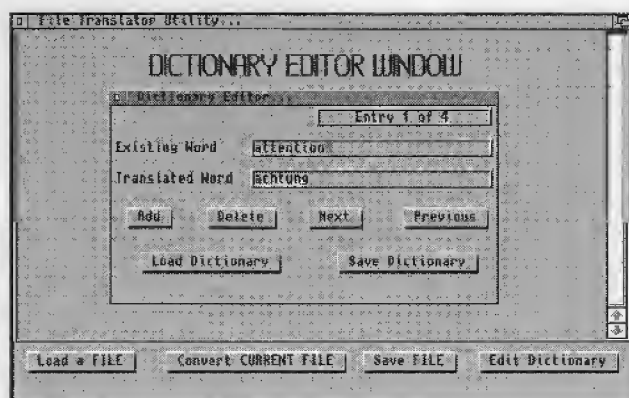 File Translator Utility...
DICTIONARY EDITOR WINDOW
Dictionary Editor...
Entry 1 of 4
Existing Word attention
Translated Word achtung
Add Delete Next Previous
Load Dictionary Save Dictionary
Load a FILE Convert CURRENT FILE Save FILE Edit Dictionary